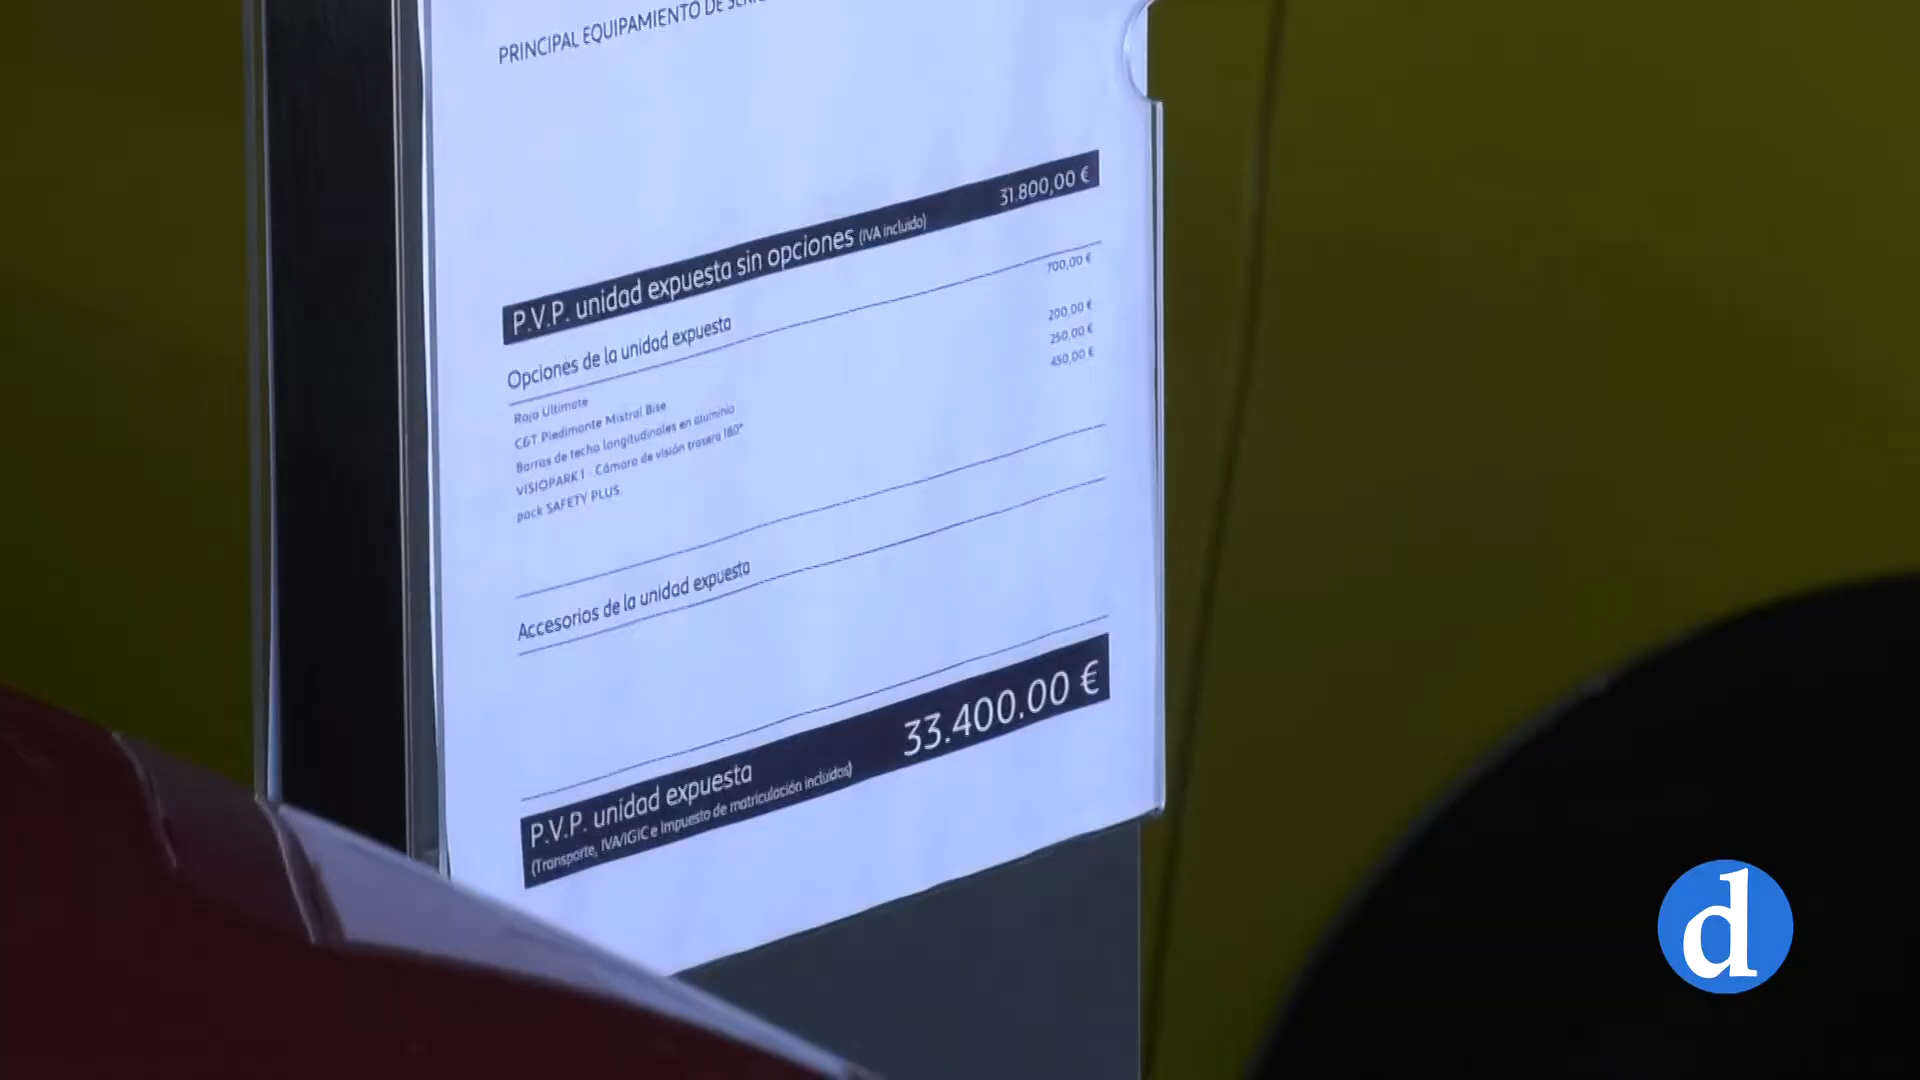 PRINCIPAL EQUIPAMIENTO DE SERIE
P.V.P. unidad expuesta sin opciones (IVA incluido) 31.800,00 €
Opciones de la unidad expuesta
Rojo Ultimate 700,00 €
C&T Piedimonte Mistral Bise
Barras de techo longitudinales en aluminio 200,00 €
VISIOPARK 1 - Cámara de visión trasera 180° 250,00 €
pack SAFETY PLUS 450,00 €
Accesorios de la unidad expuesta
P.V.P. unidad expuesta 33.400.00 €
(Transporte, IVA/IGIC e Impuesto de matriculación incluidos)
d